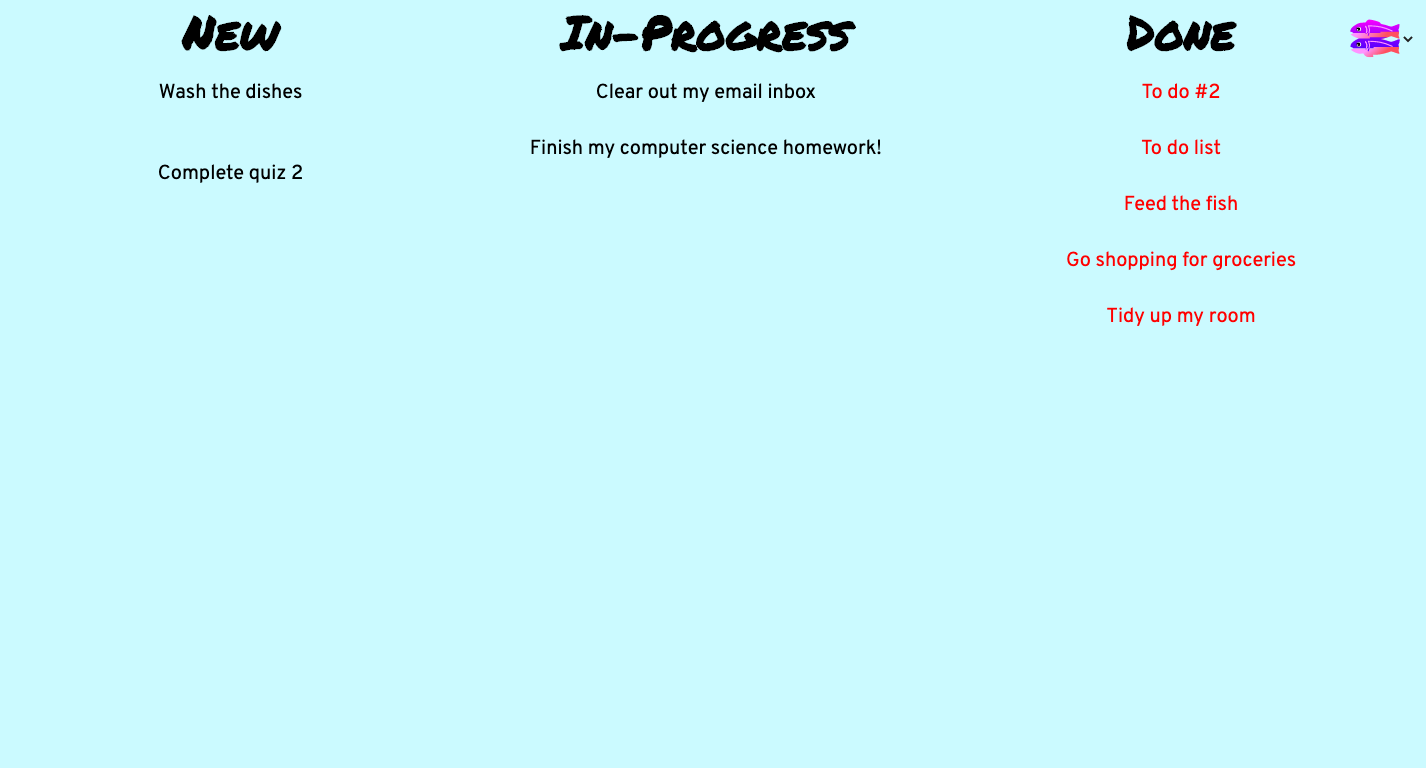 New
Wash the dishes
Complete quiz 2
In-Progress
Clear out my email inbox
Finish my computer science homework!
Done
To do #2
To do list
Feed the fish
Go shopping for groceries
Tidy up my room